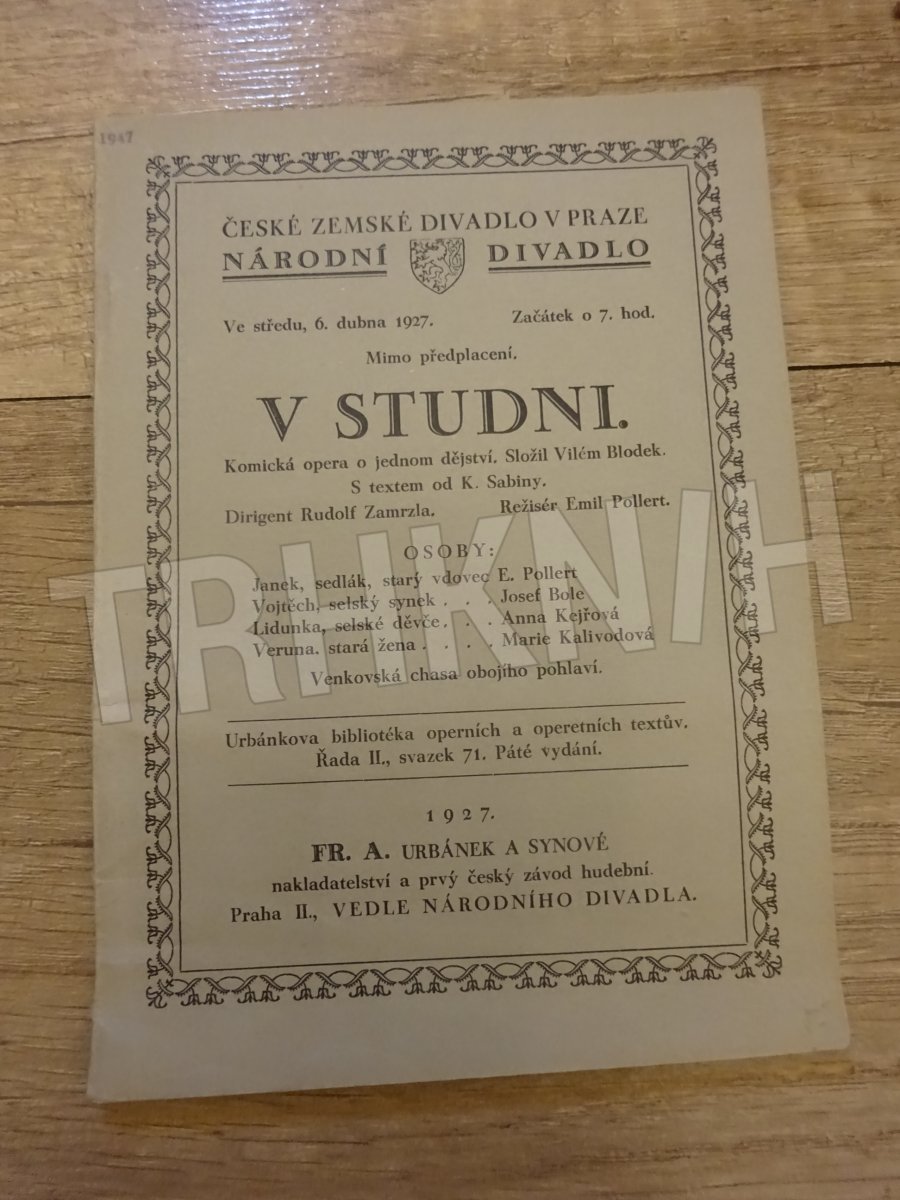 1947
ČESKÉ ZEMSKÉ DIVADLO V PRAZE
NÁRODNÍ DIVADLO
Ve středu, 6. dubna 1927. Začátek o 7. hod.
Mimo předplacení.
V STUDNI.
Komická opera o jednom dějství. Složil Vilém Blodek.
S textem od K. Sabiny.
Dirigent Rudolf Zamrzla. Režisér Emil Pollert.
OSOBY:
Janek, sedlák, starý vdovec E. Pollert
Vojtěch, selský synek . . . Josef Bole
Lidunka, selské děvče. . . Anna Kejřová
Veruna. stará žena . . . . Marie Kalivodová
Venkovská chasa obojího pohlaví.
TRHKNIH
Urbánkova bibliotéka operních a operetních textův.
Řada II., svazek 71. Páté vydání.
1927.
FR. A. URBÁNEK A SYNOVÉ
nakladatelství a prvý český závod hudební.
Praha II., VEDLE NÁRODNÍHO DIVADLA.